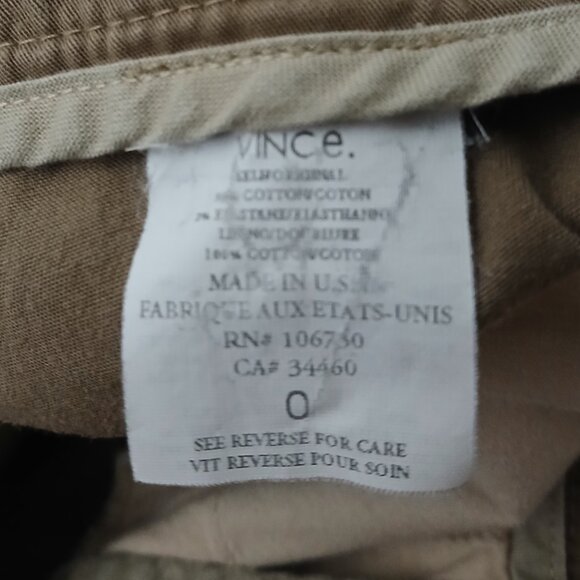 VINCe.
COTTON/COTON
LINING/DOUBLURE
100% COTTON/COTON
MADE IN U.S.
FABRIQUE AUX ETATS-UNIS
RN# 106730
CA# 34460
0
SEE REVERSE FOR CARE
VIT REVERSE POUR SOIN